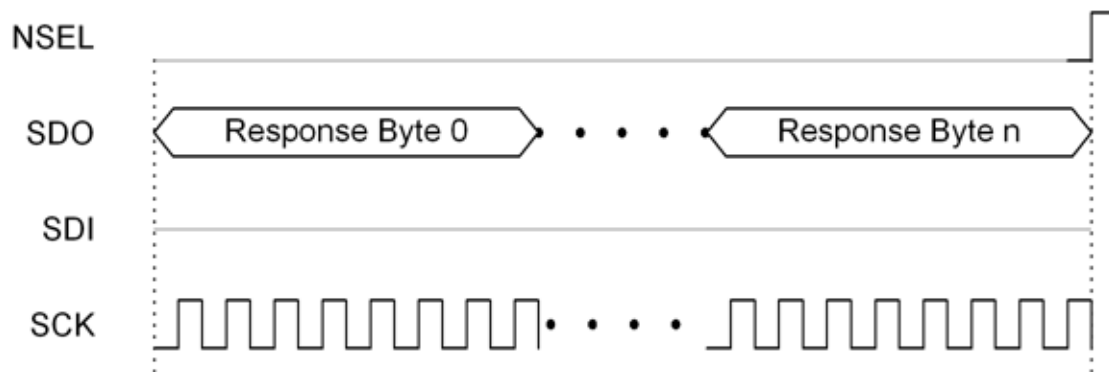 NSEL
SDO Response Byte 0 Response Byte n
SDI
SCK